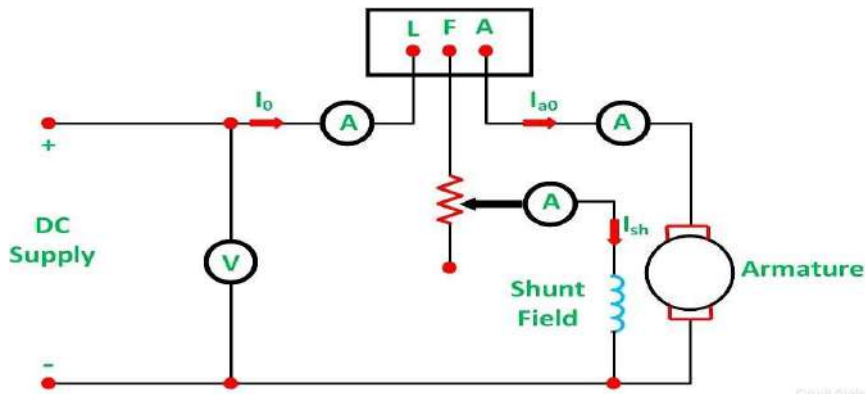 L F A
I₀
A
Iₐ₀
A
+
A
Iₛₕ
DC
Supply
V
Shunt
Field
Armature
−